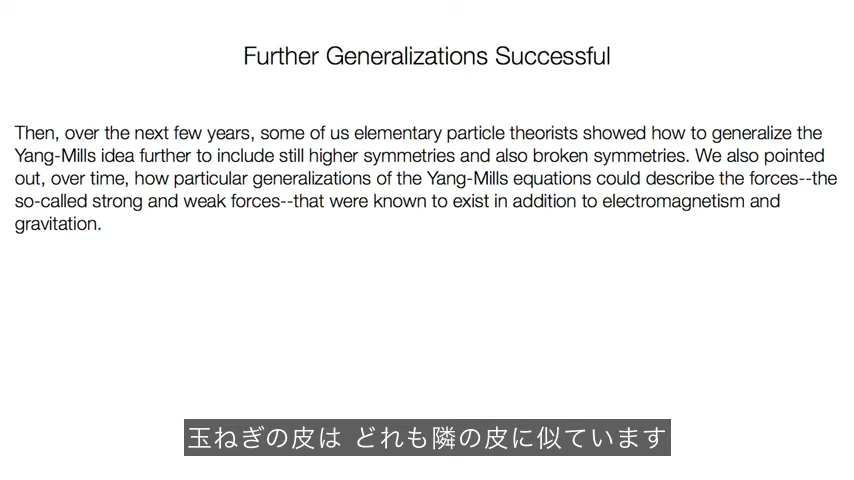 Further Generalizations Successful
Then, over the next few years, some of us elementary particle theorists showed how to generalize the
Yang-Mills idea further to include still higher symmetries and also broken symmetries. We also pointed
out, over time, how particular generalizations of the Yang-Mills equations could describe the forces--the
so-called strong and weak forces--that were known to exist in addition to electromagnetism and
gravitation.
玉ねぎの皮は どれも隣の皮に似ています